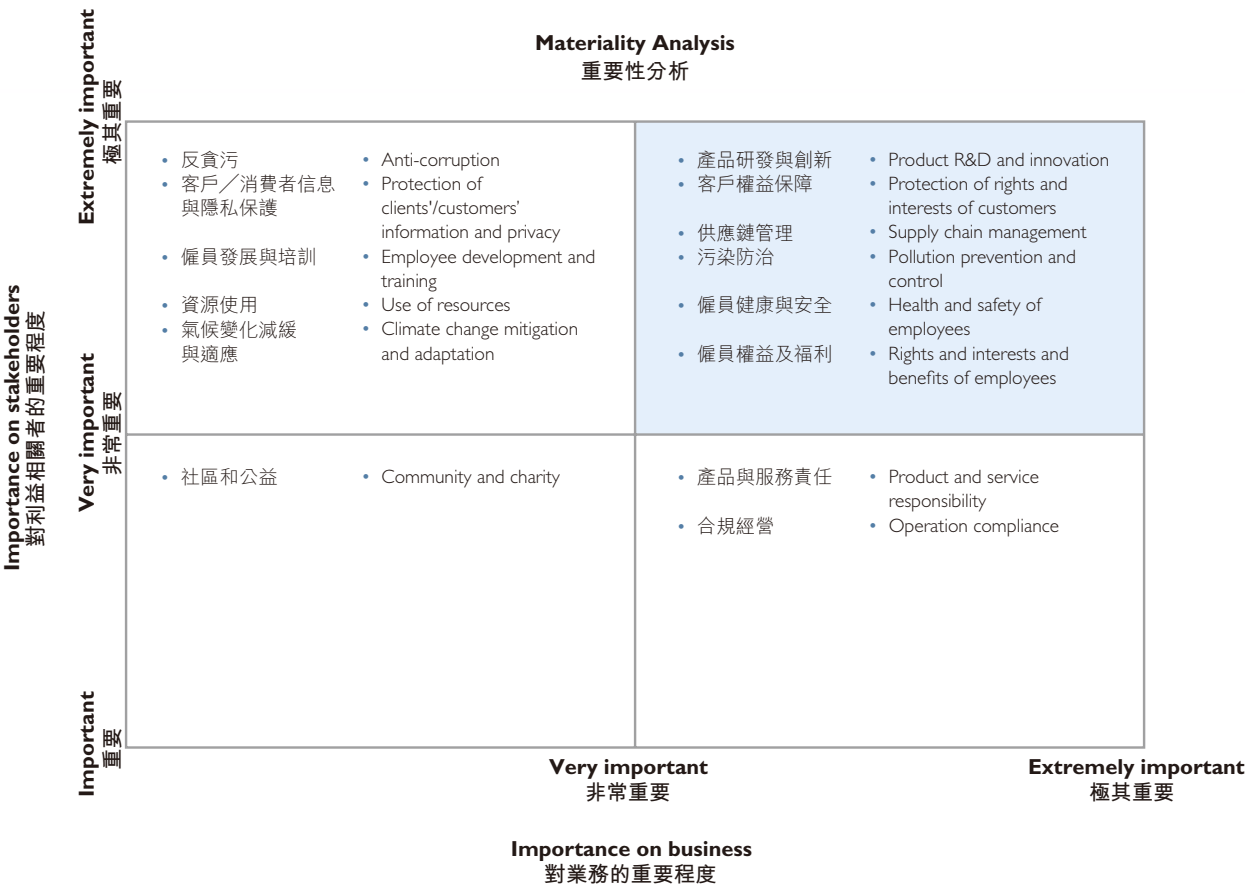 Materiality Analysis
重要性分析
Extremely important
極其重要
Importance on stakeholders
對利益相關者的重要程度
Very important
非常重要
Important
重要
• 反貪污
• 客戶／消費者信息
與隱私保護
• 僱員發展與培訓
• 資源使用
• 氣候變化減緩
與適應
• Anti-corruption
• Protection of
clients'/customers’
information and privacy
• Employee development and
training
• Use of resources
• Climate change mitigation
and adaptation
• 產品研發與創新
• 客戶權益保障
• 供應鏈管理
• 污染防治
• 僱員健康與安全
• 僱員權益及福利
• Product R&D and innovation
• Protection of rights and
interests of customers
• Supply chain management
• Pollution prevention and
control
• Health and safety of
employees
• Rights and interests and
benefits of employees
• 社區和公益
• Community and charity
• 產品與服務責任
• 合規經營
• Product and service
responsibility
• Operation compliance
Very important
非常重要
Extremely important
極其重要
Importance on business
對業務的重要程度